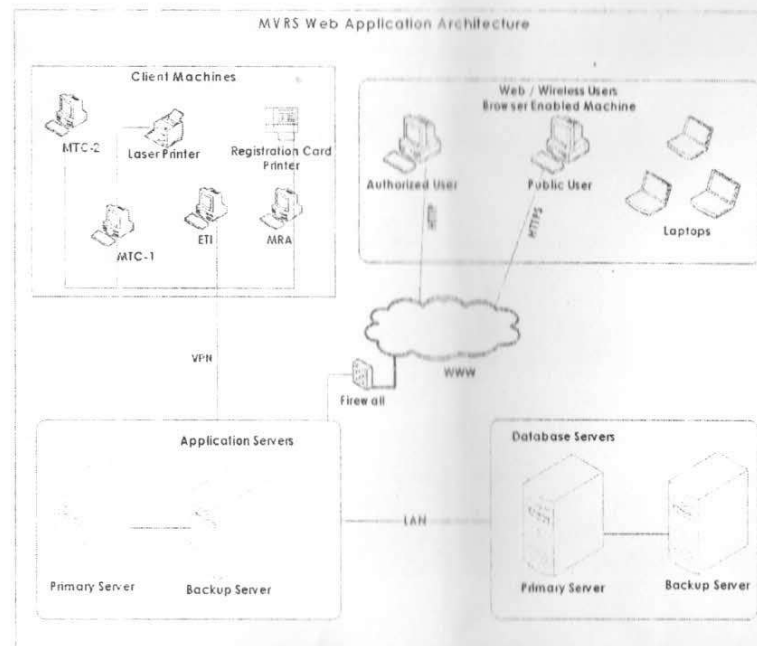 MVRS Web Application Architecture
Client Machines
MTC-2
Laser Printer
Registration Card
Printer
MTC-1
ETI
MRA
Web / Wireless Users
Browser Enabled Machine
Authorized User
Public User
Laptops
HTTP
HTTPS
WWW
VPN
Firewall
Application Servers
Primary Server
Backup Server
LAN
Database Servers
Primary Server
Backup Server